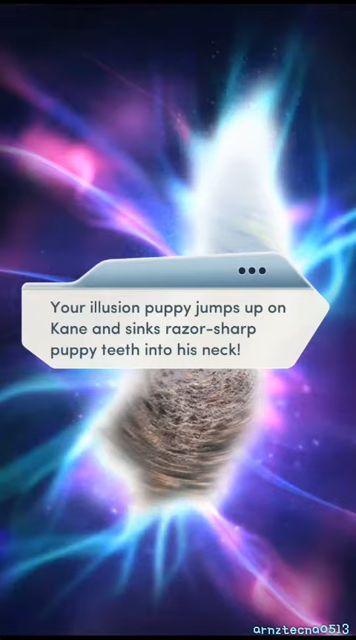 Your illusion puppy jumps up on
Kane and sinks razor-sharp
puppy teeth into his neck!
arnztecna0513